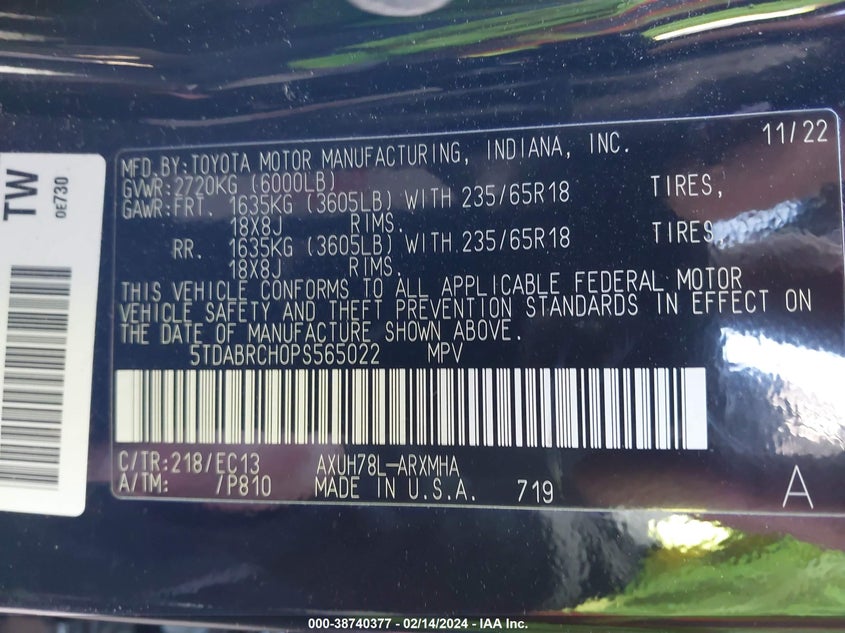 TW
0E730
MFD.BY:TOYOTA MOTOR MANUFACTURING, INDIANA, INC. 11/22
GVWR:2720KG (6000LB)
GAWR:FRT. 1635KG (3605LB) WITH 235/65R18 TIRES,
18X8J RIMS.
RR. 1635KG (3605LB) WITH 235/65R18 TIRES,
18X8J RIMS.
THIS VEHICLE CONFORMS TO ALL APPLICABLE FEDERAL MOTOR
VEHICLE SAFETY AND THEFT PREVENTION STANDARDS IN EFFECT ON
THE DATE OF MANUFACTURE SHOWN ABOVE.
5TDABRCH0PS565022 MPV
C/TR:218/EC13 AXUH78L-ARXMHA
A/TM: /P810 MADE IN U.S.A. 719
A
000-38740377 - 02/14/2024 - IAA Inc.